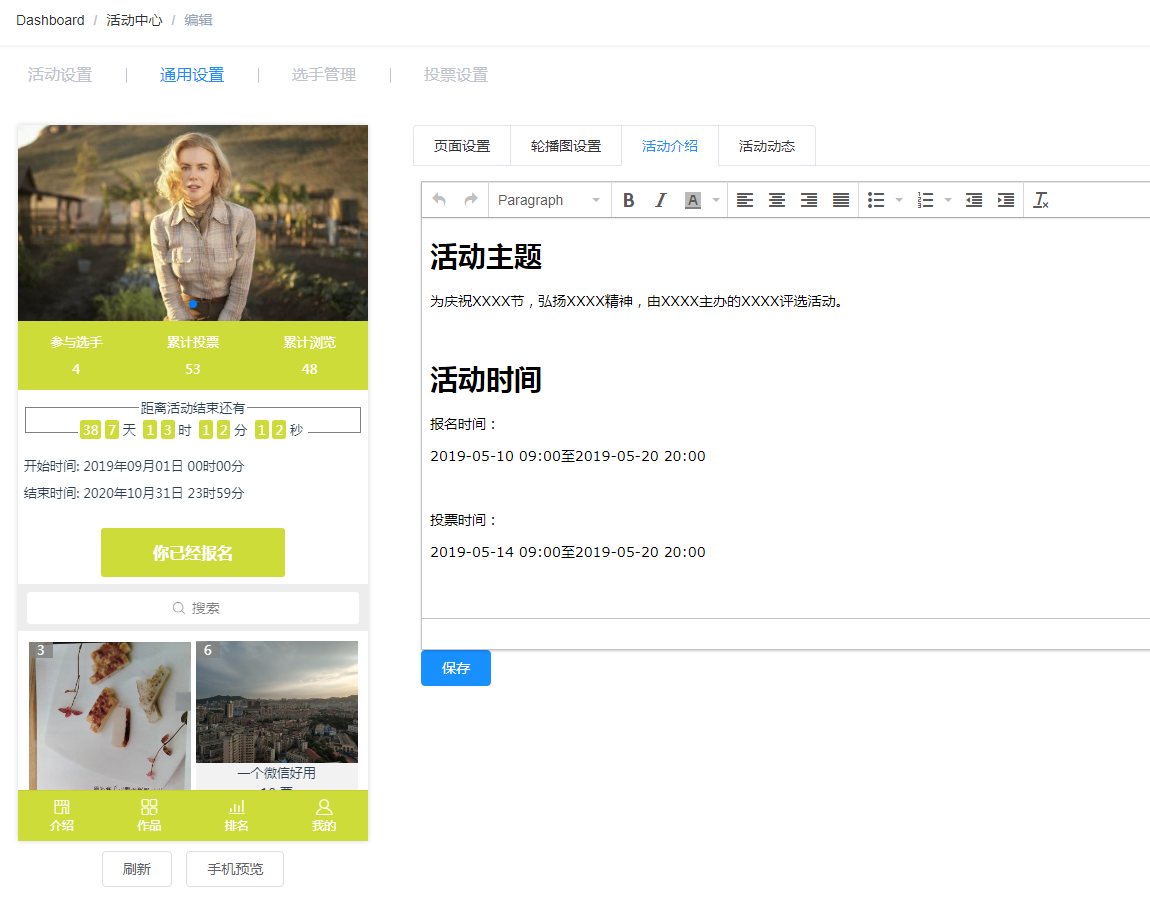 Dashboard / 活动中心 / 编辑
活动设置 | 通用设置 | 选手管理 | 投票设置
参与选手 累计投票 累计浏览
4 53 48
距离活动结束还有
38 7 天 1 3 时 1 2 分 1 2 秒
开始时间: 2019年09月01日 00时00分
结束时间: 2020年10月31日 23时59分
你已经报名
搜索
3 6
一个微信好用
介绍 作品 排名 我的
刷新 手机预览
页面设置 轮播图设置 活动介绍 活动动态
Paragraph B I A
活动主题
为庆祝XXXX节，弘扬XXXX精神，由XXXX主办的XXXX评选活动。
活动时间
报名时间：
2019-05-10 09:00至2019-05-20 20:00
投票时间：
2019-05-14 09:00至2019-05-20 20:00
保存